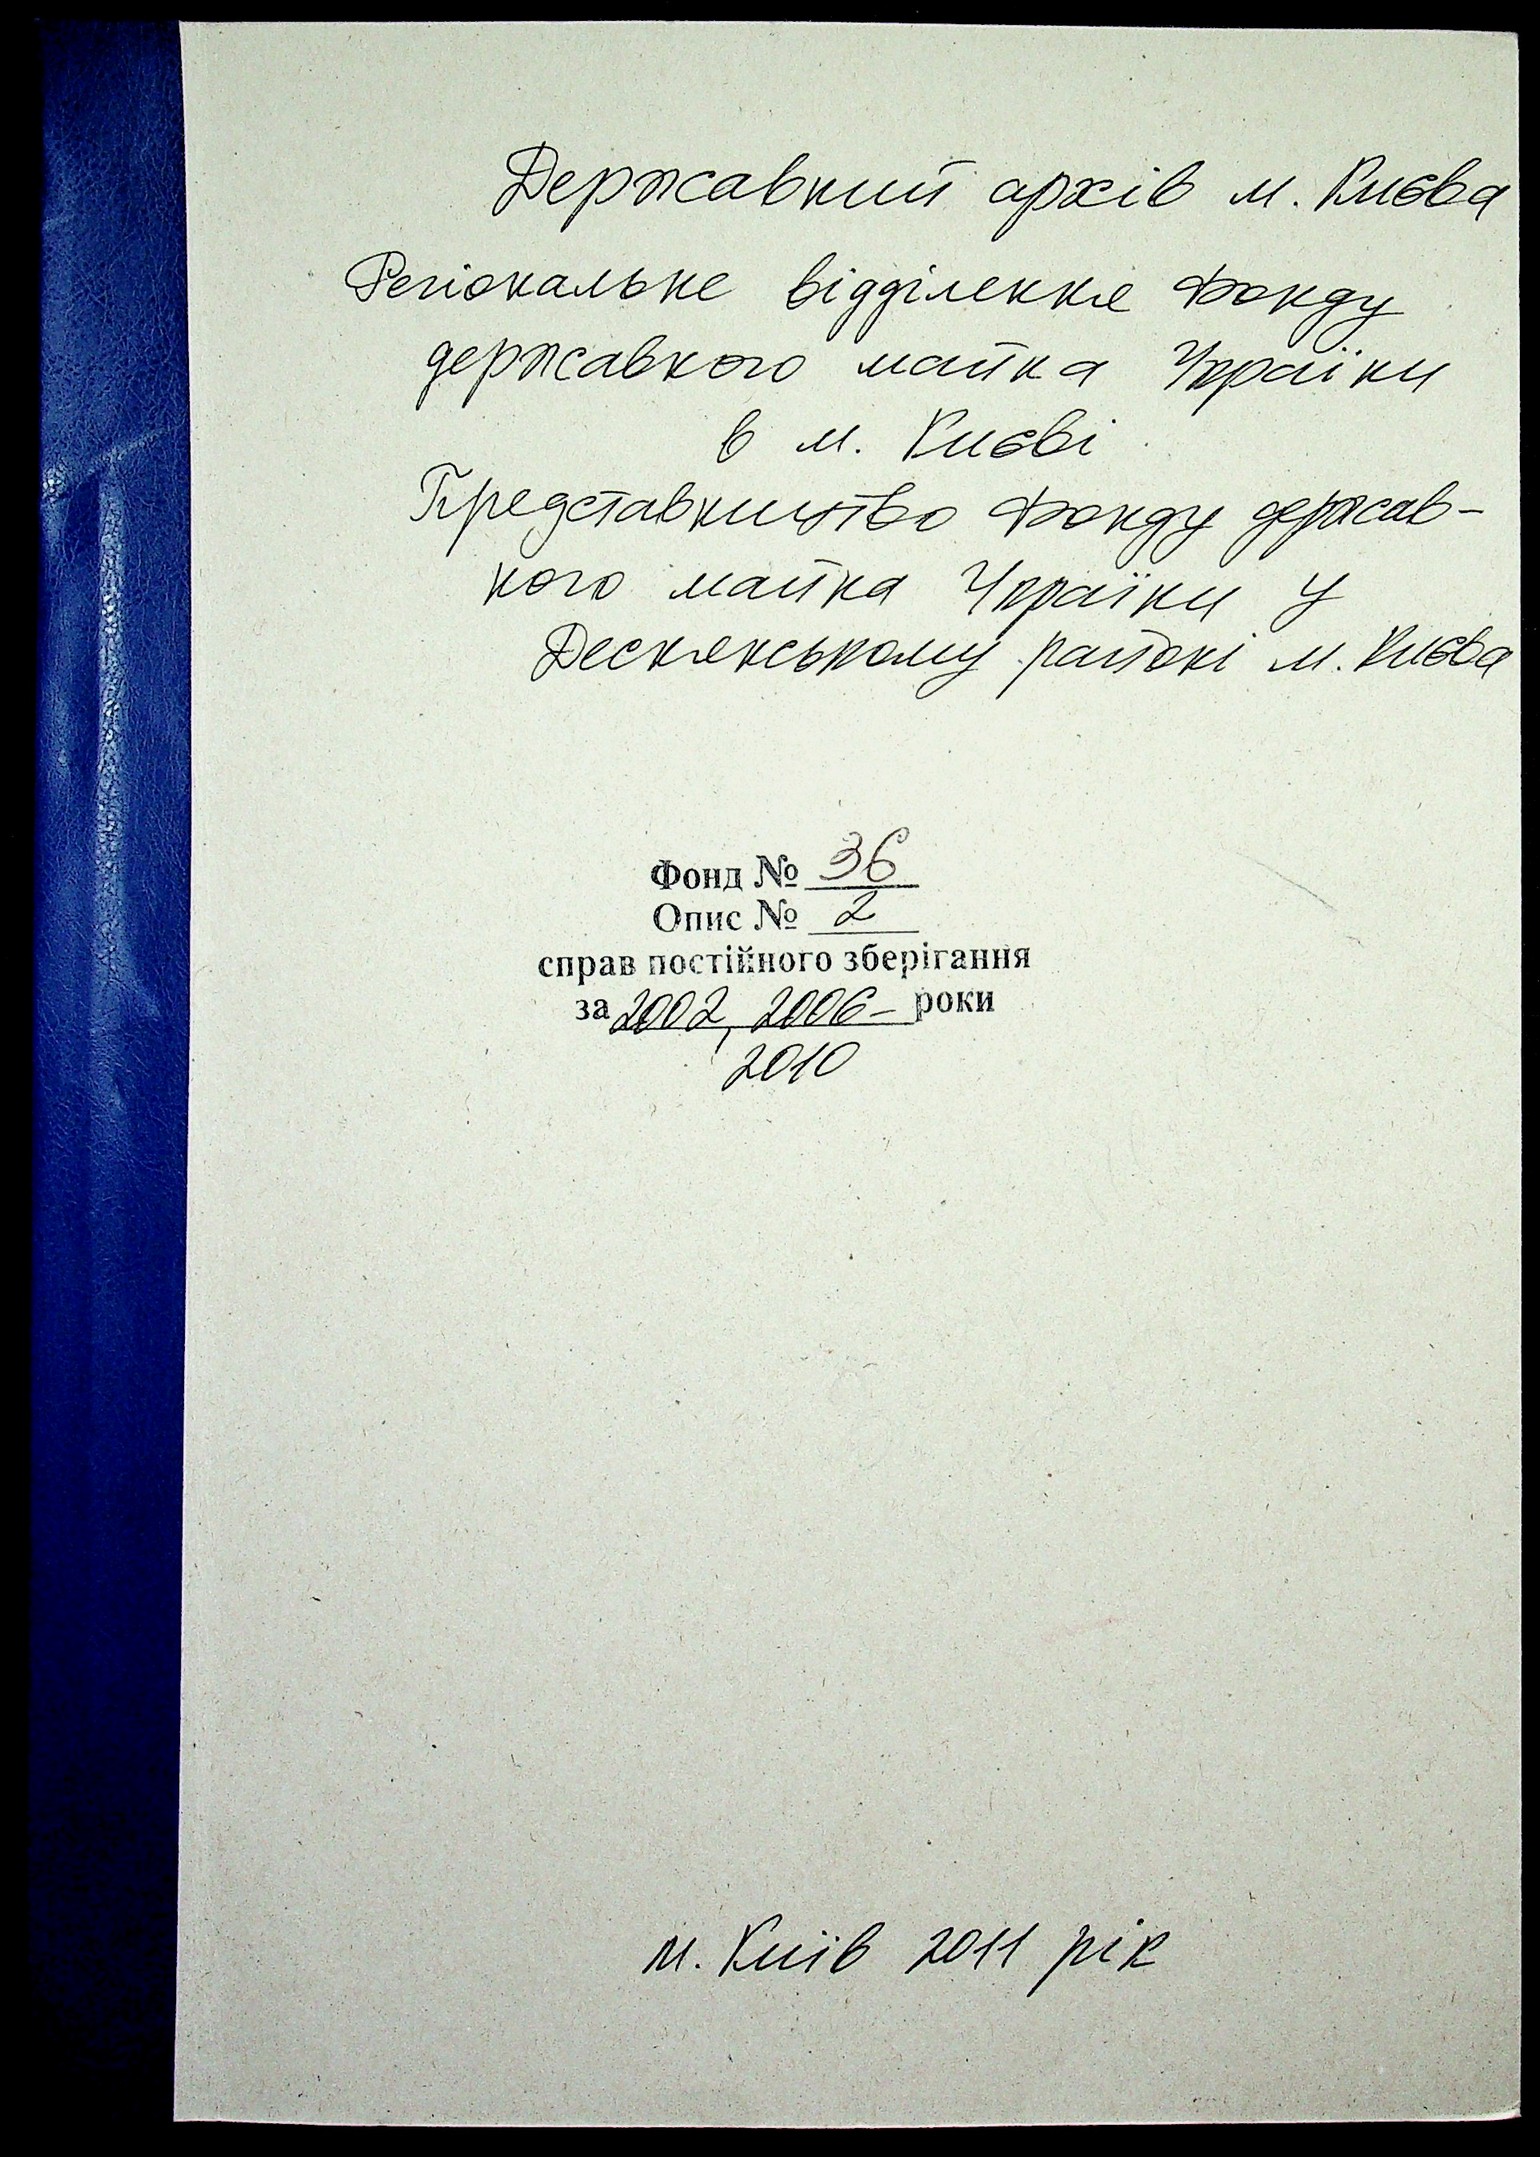 Державний архів м. Києва
Регіональне відділення Фонду
державного майна України
в м. Києві
Представництво Фонду держав-
ного майна України у
Деснянському районі м. Києва
Фонд № 36
Опис № 2
справ постійного зберігання
за 2002, 2006- роки
2010
м. Київ 2011 рік